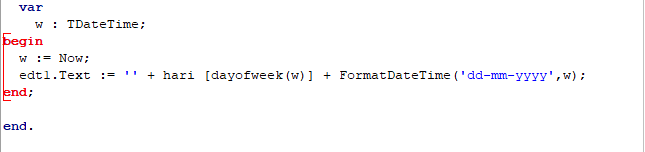 var
w : TDateTime;
begin
w := Now;
edt1.Text := '' + hari [dayofweek(w)] + FormatDateTime('dd-mm-yyyy',w);
end;
end.